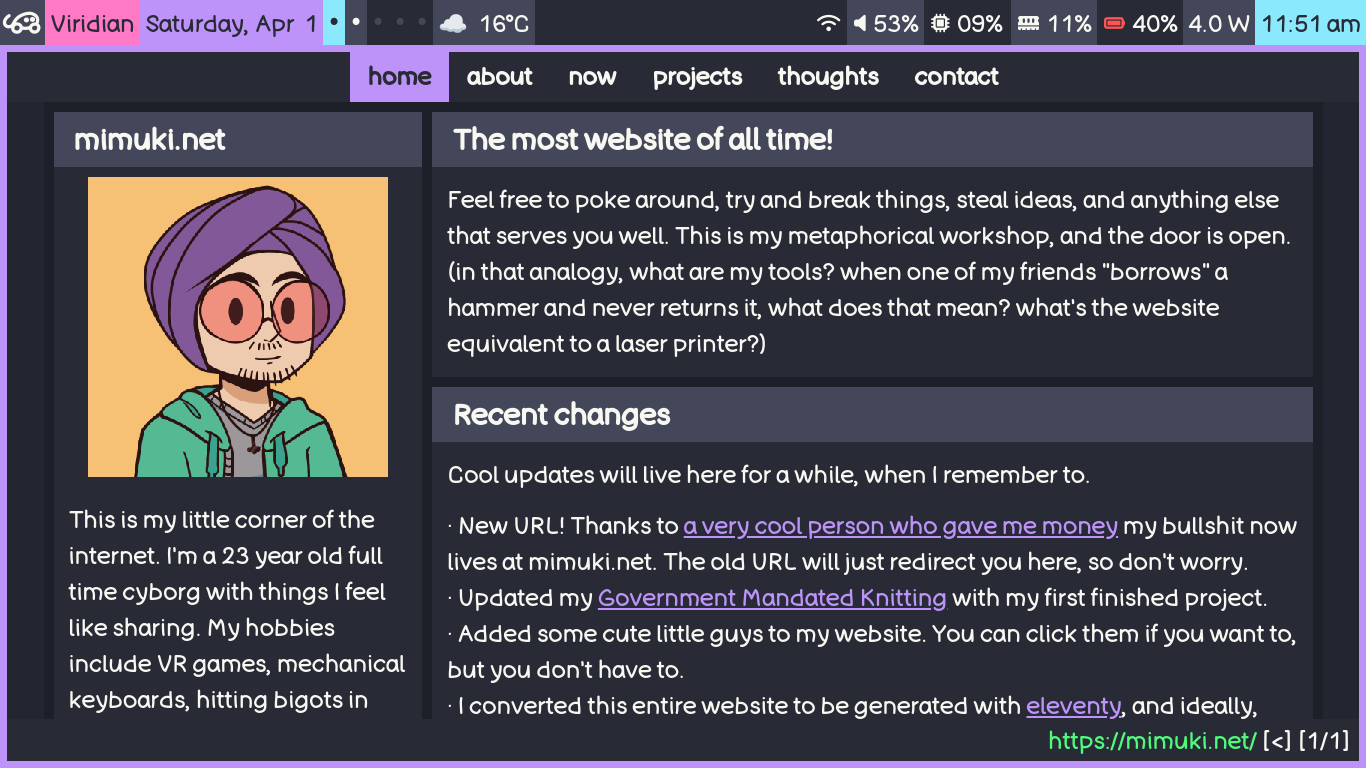 Viridian Saturday, Apr 1 16°C 53% 09% 11% 40% 4.0 W 11:51 am
home about now projects thoughts contact
mimuki.net
This is my little corner of the
internet. I'm a 23 year old full
time cyborg with things I feel
like sharing. My hobbies
include VR games, mechanical
keyboards, hitting bigots in
The most website of all time!
Feel free to poke around, try and break things, steal ideas, and anything else
that serves you well. This is my metaphorical workshop, and the door is open.
(in that analogy, what are my tools? when one of my friends "borrows" a
hammer and never returns it, what does that mean? what's the website
equivalent to a laser printer?)
Recent changes
Cool updates will live here for a while, when I remember to.
· New URL! Thanks to a very cool person who gave me money my bullshit now
lives at mimuki.net. The old URL will just redirect you here, so don't worry.
· Updated my Government Mandated Knitting with my first finished project.
· Added some cute little guys to my website. You can click them if you want to,
but you don't have to.
· I converted this entire website to be generated with eleventy, and ideally,
https://mimuki.net/ [<] [1/1]